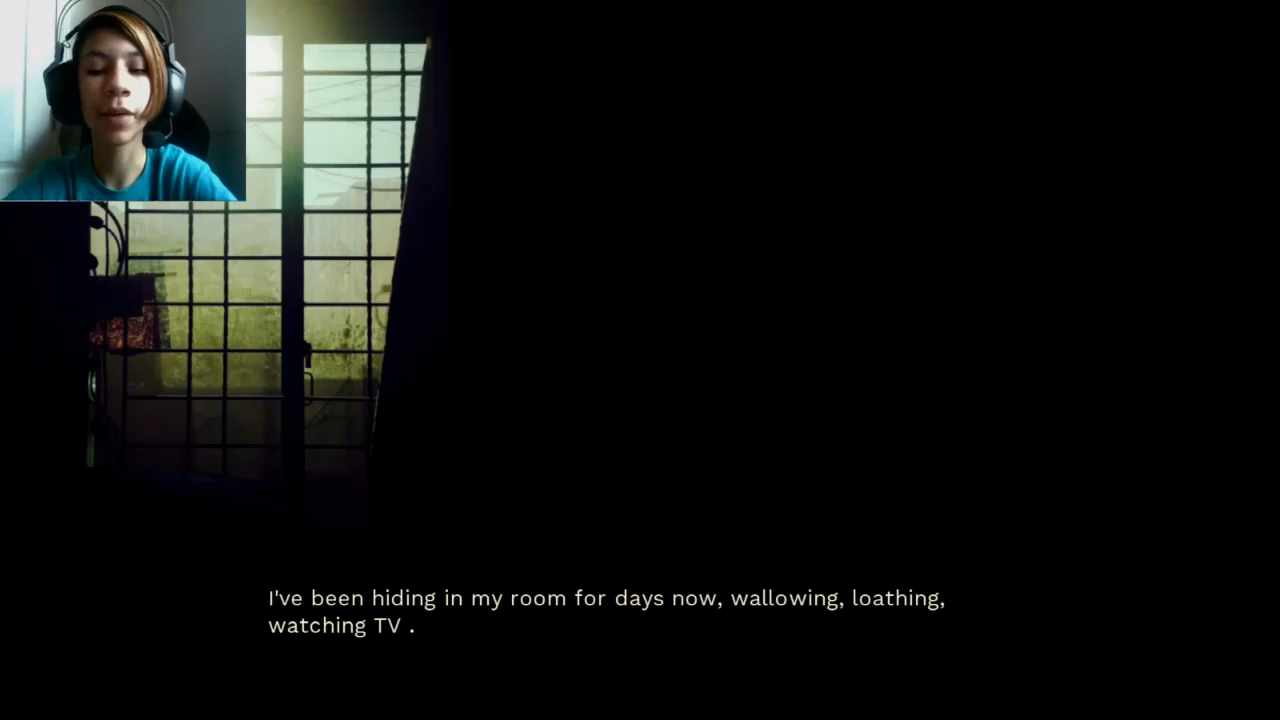 I've been hiding in my room for days now, wallowing, loathing,
watching TV .